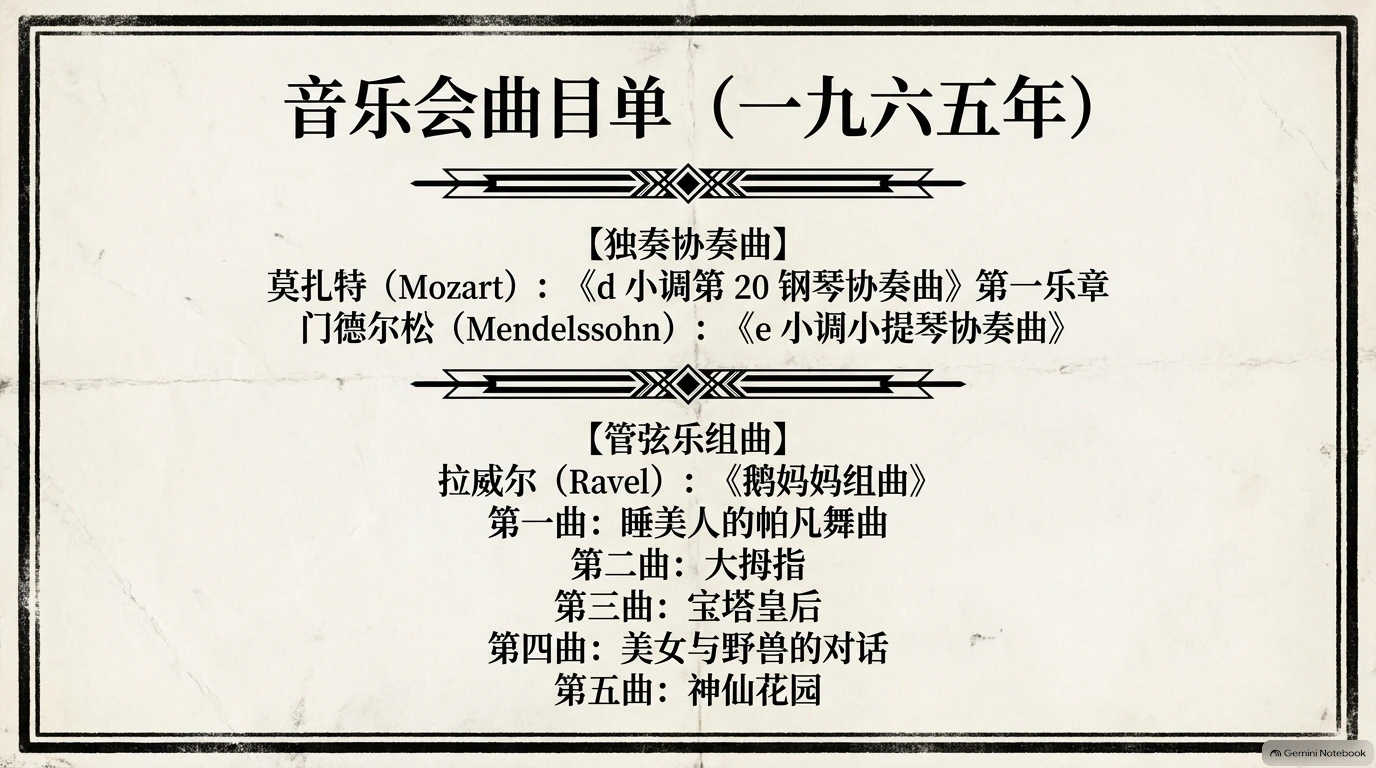 音乐会曲目单（一九六五年）
【独奏协奏曲】
莫扎特（Mozart）：《d 小调第 20 钢琴协奏曲》第一乐章
门德尔松（Mendelssohn）：《e 小调小提琴协奏曲》
【管弦乐组曲】
拉威尔（Ravel）：《鹅妈妈组曲》
第一曲：睡美人的帕凡舞曲
第二曲：大拇指
第三曲：宝塔皇后
第四曲：美女与野兽的对话
第五曲：神仙花园
Gemini Notebook